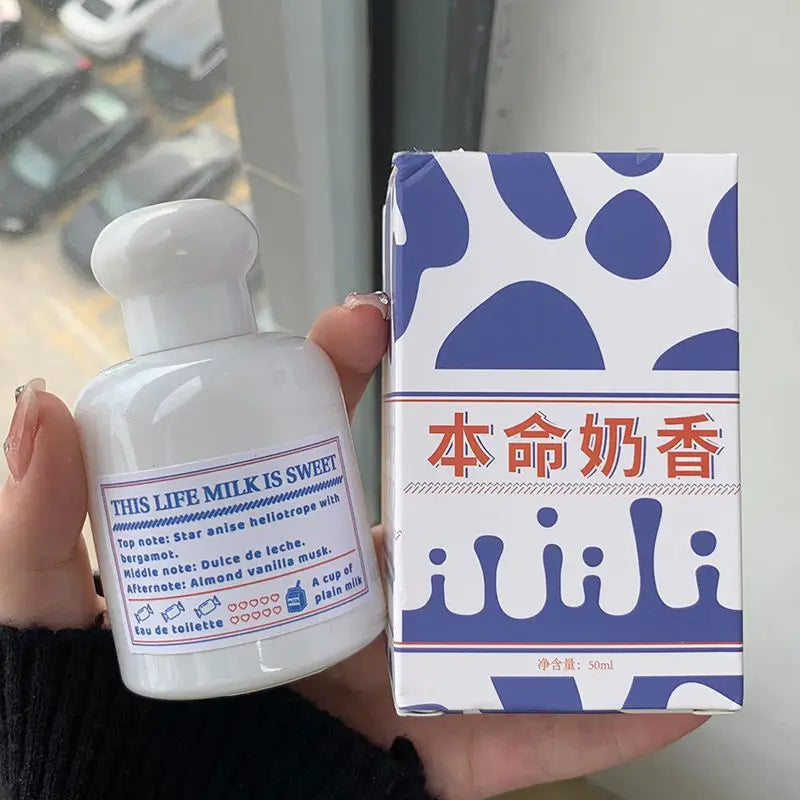 THIS LIFE MILK IS SWEET
Top note: Star anise heliotrope with
bergamot.
Middle note: Dulce de leche.
Afternote: Almond vanilla musk.
Eau de toilette
A cup of
plain milk
本命奶香
净含量：50ml